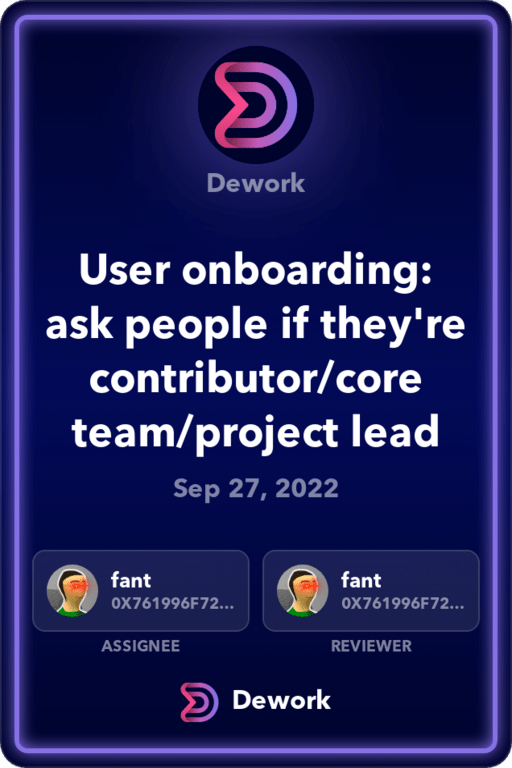 Dework
User onboarding:
ask people if they're
contributor/core
team/project lead
Sep 27, 2022
fant
0X761996F72...
ASSIGNEE
fant
0X761996F72...
REVIEWER
Dework